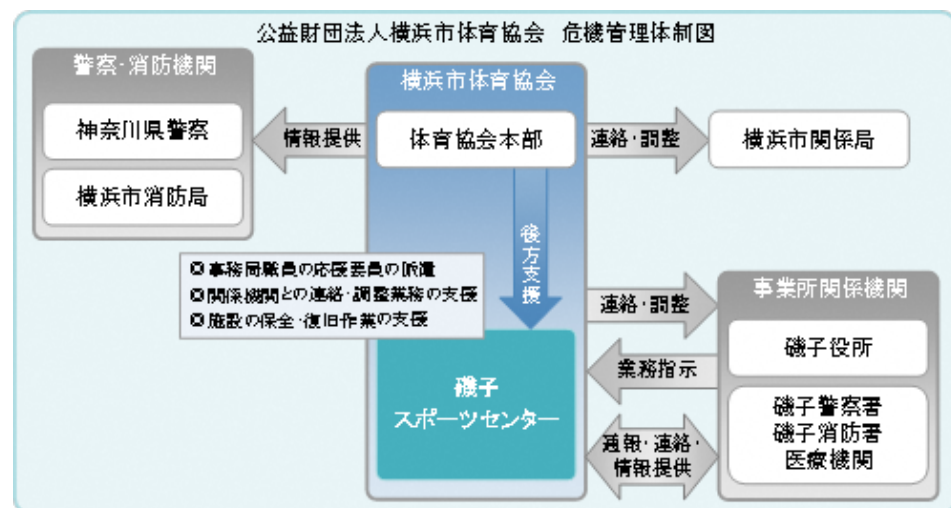 公益財団法人横浜市体育協会 危機管理体制図
警察・消防機関
神奈川県警察
横浜市消防局
情報提供
横浜市体育協会
体育協会本部
連絡・調整
横浜市関係局
後方支援
◎事務局職員の応援要員の派遣
◎関係機関との連絡・調整業務の支援
◎施設の保全・復旧作業の支援
磯子
スポーツセンター
連絡・調整
業務指示
通報・連絡・
情報提供
事業所関係機関
磯子役所
磯子警察署
磯子消防署
医療機関